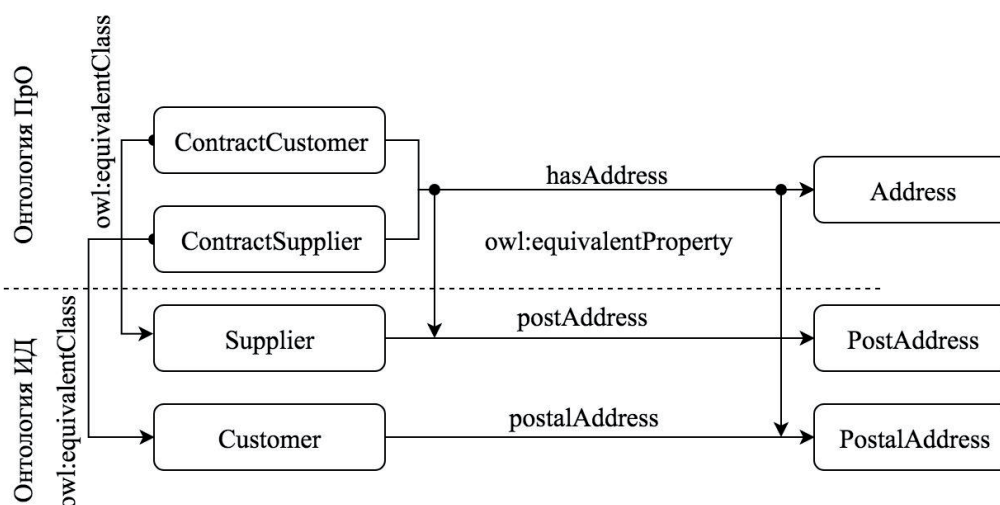 Онтология ПрО
owl:equivalentClass
ContractCustomer
hasAddress
Address
ContractSupplier
owl:equivalentProperty
Онтология ИД
owl:equivalentClass
Supplier
postAddress
PostAddress
Customer
postalAddress
PostalAddress